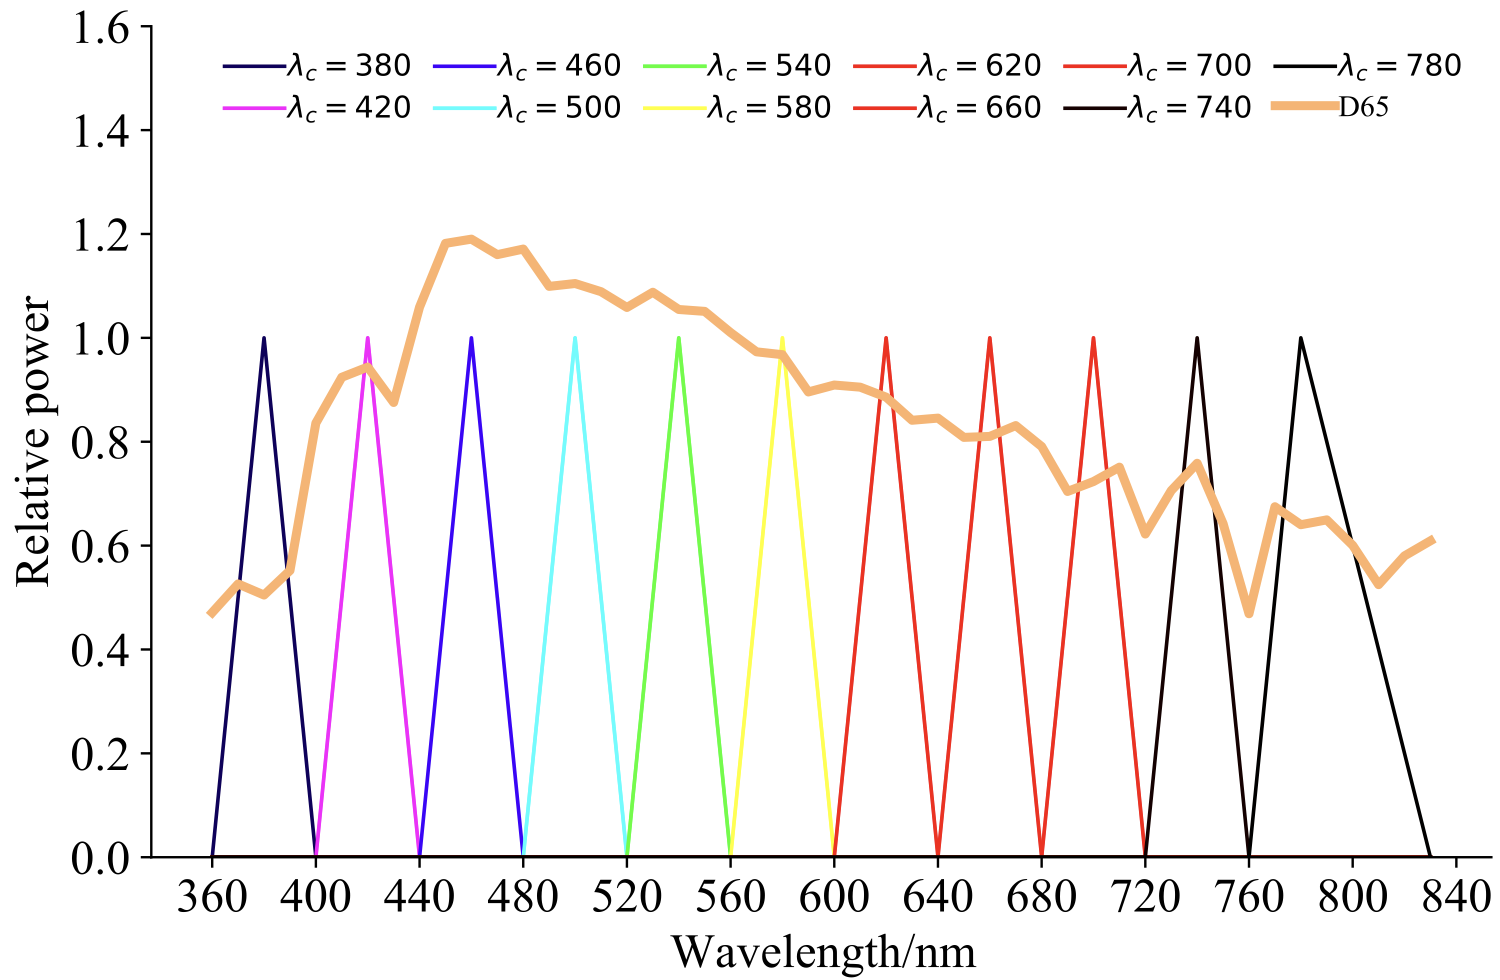 1.6
λc = 380 λc = 460 λc = 540 λc = 620 λc = 700 λc = 780
λc = 420 λc = 500 λc = 580 λc = 660 λc = 740 D65
1.4
1.2
1.0
0.8
0.6
0.4
0.2
0.0
Relative power
360 400 440 480 520 560 600 640 680 720 760 800 840
Wavelength/nm